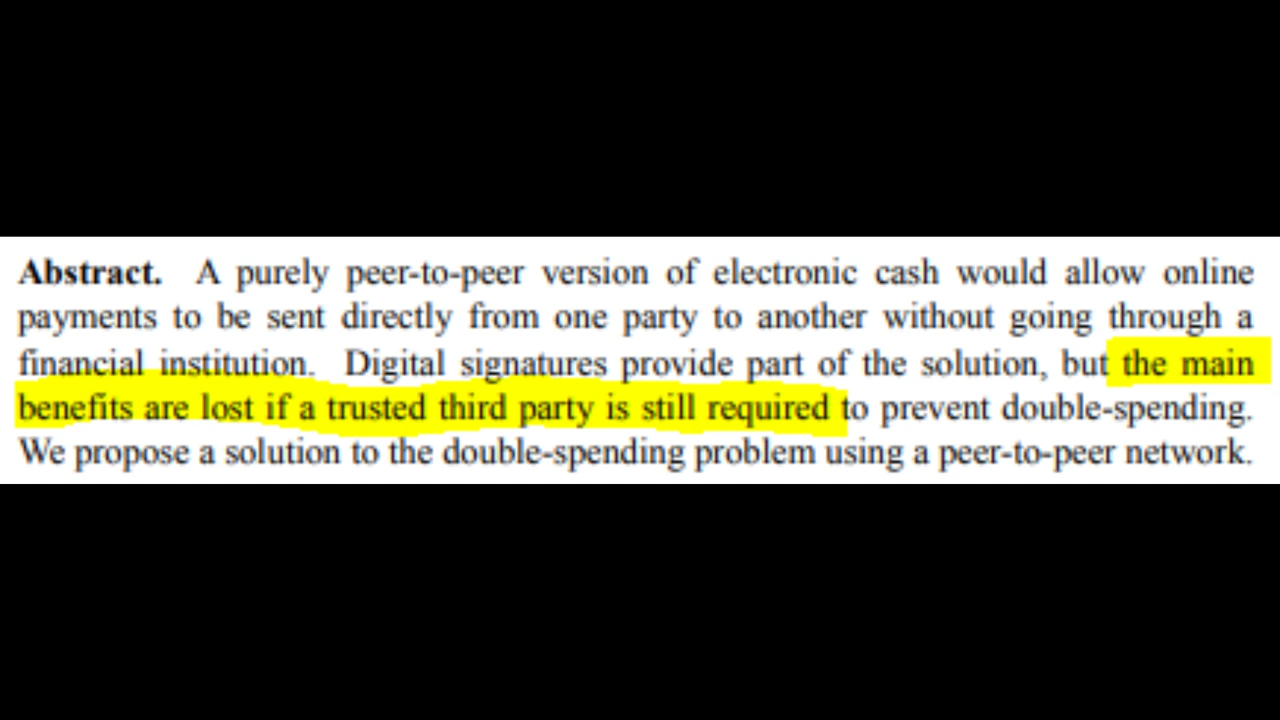 Abstract. A purely peer-to-peer version of electronic cash would allow online
payments to be sent directly from one party to another without going through a
financial institution. Digital signatures provide part of the solution, but the main
benefits are lost if a trusted third party is still required to prevent double-spending.
We propose a solution to the double-spending problem using a peer-to-peer network.